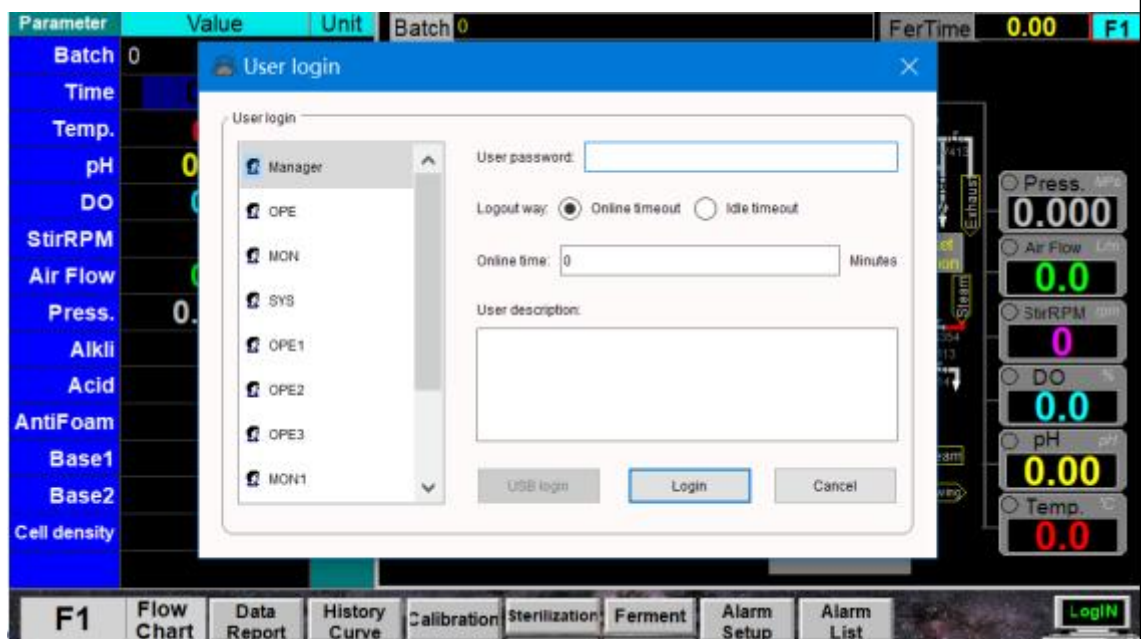 Parameter Value Unit Batch 0 FerTime 0.00 F1
Batch 0
Time
Temp.
pH 0
DO
StirRPM
Air Flow
Press. 0.
Alkli
Acid
AntiFoam
Base1
Base2
Cell density
User login
User login
Manager
OPE
MON
SYS
OPE1
OPE2
OPE3
MON1
User password:
Logout way: Online timeout Idle timeout
Online time: 0 Minutes
User description:
USB login Login Cancel
Exhaust
Steam
Press.
0.000
Air Flow
0.0
StirRPM rpm
0
DO %
0.0
pH pH
0.00
Temp. °C
0.0
F1
Flow Chart
Data Report
History Curve
Calibration
Sterilization
Ferment
Alarm Setup
Alarm List
LogIN